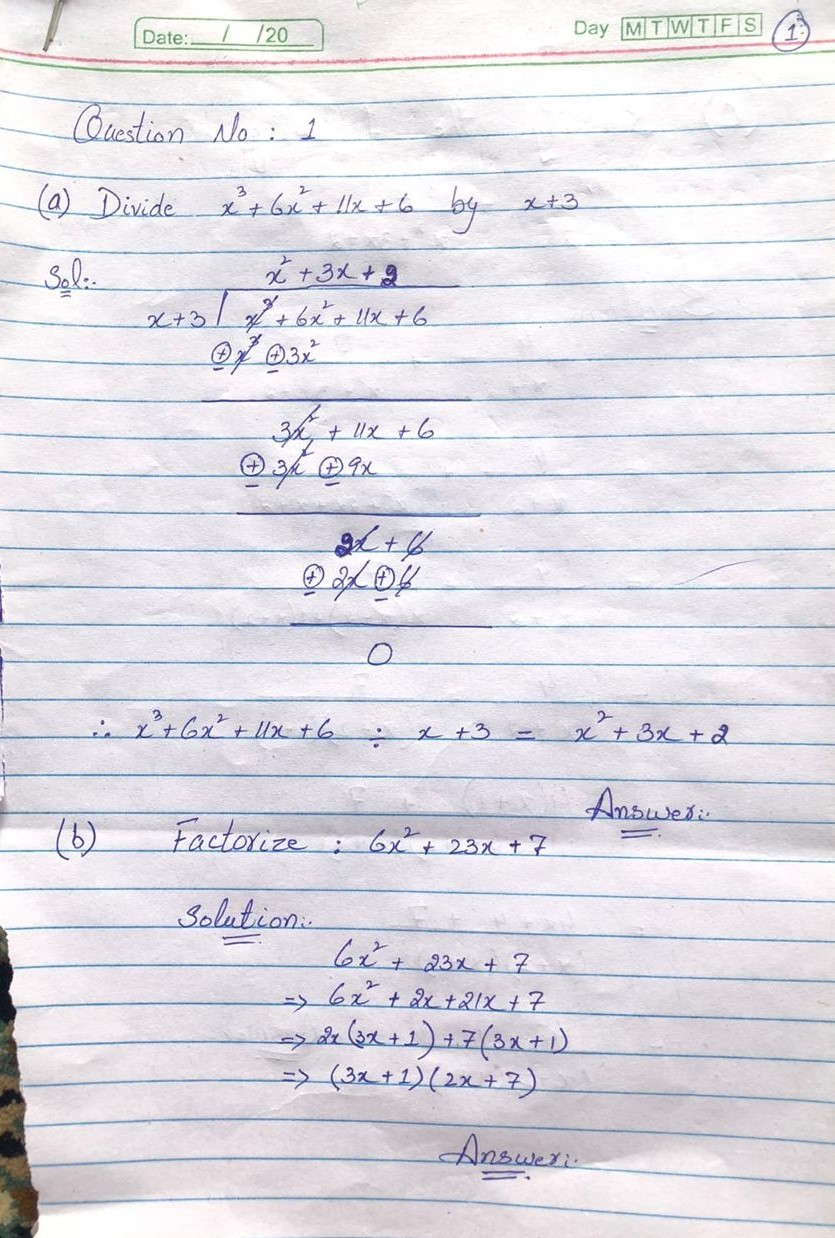 Date: / /20 Day M T W T F S 1
Question No : 1
(a) Divide x³ + 6x² + 11x + 6 by x+3
Sol:.
x² + 3x + 2
x+3 x³ + 6x² + 11x + 6
+x³ +3x²
3x² + 11x + 6
+3x² +9x
2x + 6
+2x +6
0
∴ x³+6x²+11x+6 ÷ x+3 = x²+3x+2
Answer:.
(b) Factorize : 6x² + 23x + 7
Solution:.
6x² + 23x + 7
=> 6x² + 2x+21x+7
=> 2x(3x+1)+7(3x+1)
=> (3x+1)(2x+7)
Answer:.